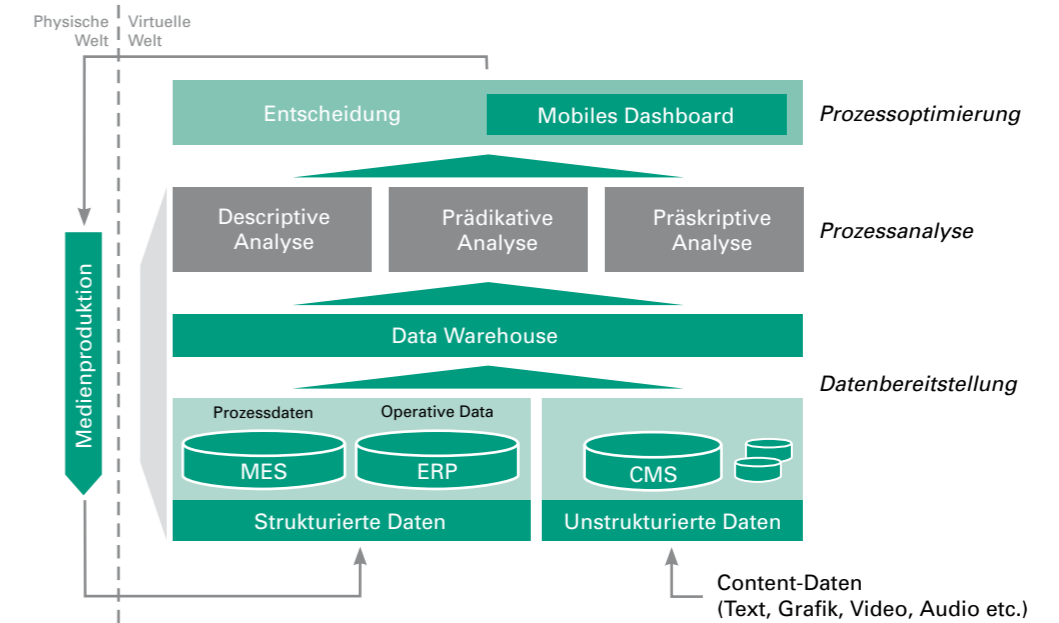 Physische
Welt
Virtuelle
Welt
Entscheidung
Mobiles Dashboard
Prozessoptimierung
Descriptive
Analyse
Prädikative
Analyse
Präskriptive
Analyse
Prozessanalyse
Medienproduktion
Data Warehouse
Datenbereitstellung
Prozessdaten
Operative Data
MES
ERP
CMS
Strukturierte Daten
Unstrukturierte Daten
Content-Daten
(Text, Grafik, Video, Audio etc.)